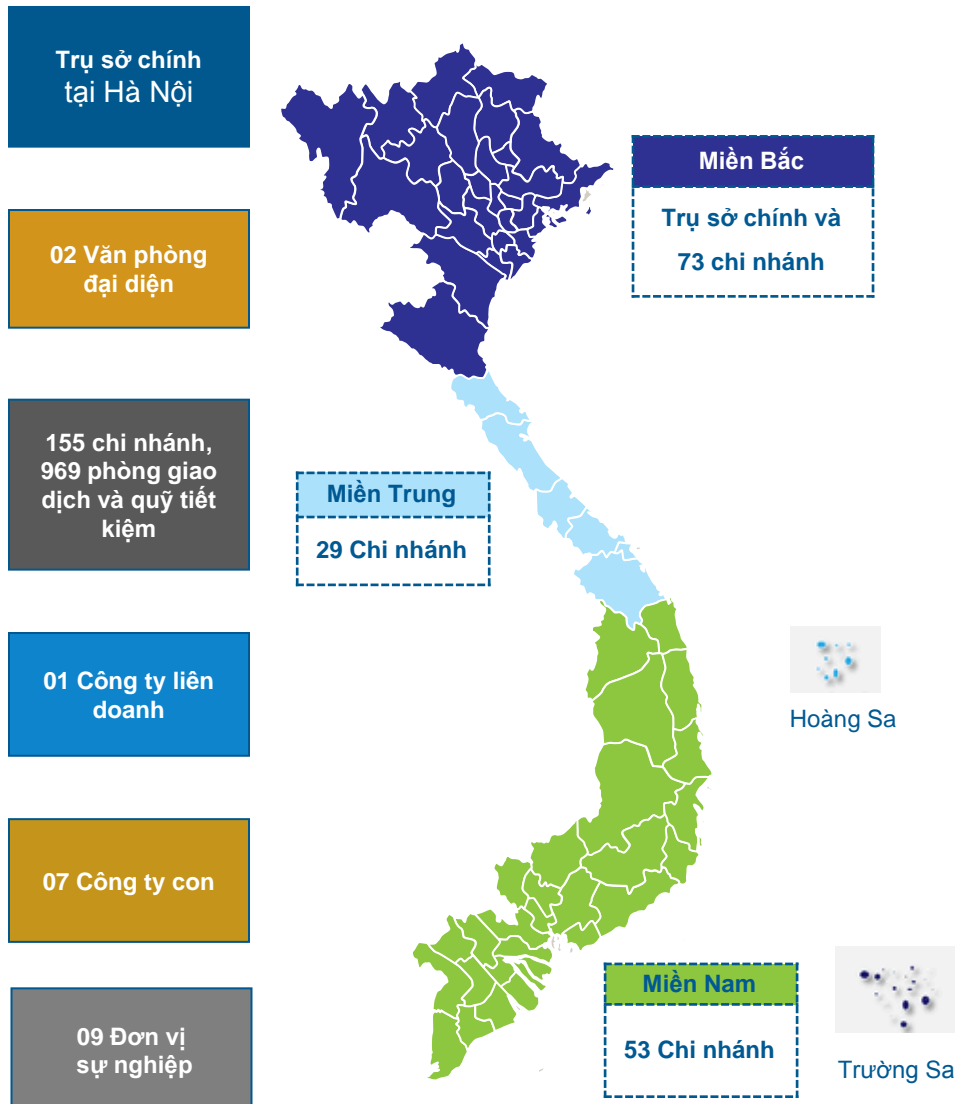 Trụ sở chính
tại Hà Nội
02 Văn phòng
đại diện
155 chi nhánh,
969 phòng giao
dịch và quỹ tiết
kiệm
01 Công ty liên
doanh
07 Công ty con
09 Đơn vị
sự nghiệp
Miền Bắc
Trụ sở chính và
73 chi nhánh
Miền Trung
29 Chi nhánh
Hoàng Sa
Miền Nam
53 Chi nhánh
Trường Sa